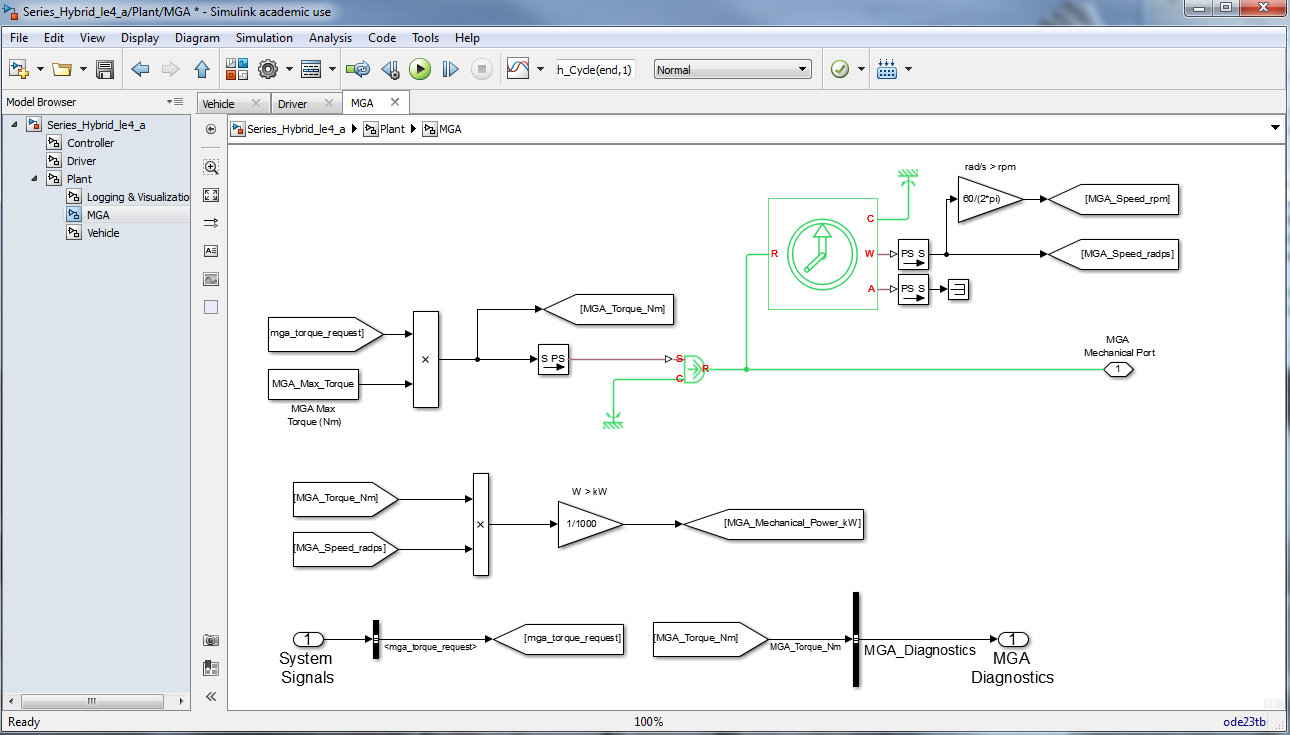 Series_Hybrid_le4_a/Plant/MGA * - Simulink academic use
File Edit View Display Diagram Simulation Analysis Code Tools Help
h_Cycle(end,1) Normal
Model Browser
Vehicle Driver MGA
Series_Hybrid_le4_a Plant MGA
Series_Hybrid_le4_a
Controller
Driver
Plant
Logging & Visualizatio
MGA
Vehicle
rad/s > rpm
60/(2*pi)
[MGA_Speed_rpm]
C
R
W
PS S
[MGA_Speed_radps]
A
PS S
[MGA_Torque_Nm]
[mga_torque_request]
×
S PS
S
C
R
MGA
Mechanical Port
1
MGA_Max_Torque
MGA Max
Torque (Nm)
[MGA_Torque_Nm]
[MGA_Speed_radps]
×
W > kW
1/1000
[MGA_Mechanical_Power_kW]
1
System
Signals
<mga_torque_request>
[mga_torque_request]
[MGA_Torque_Nm]
MGA_Torque_Nm
MGA_Diagnostics
1
MGA
Diagnostics
Ready 100% ode23tb